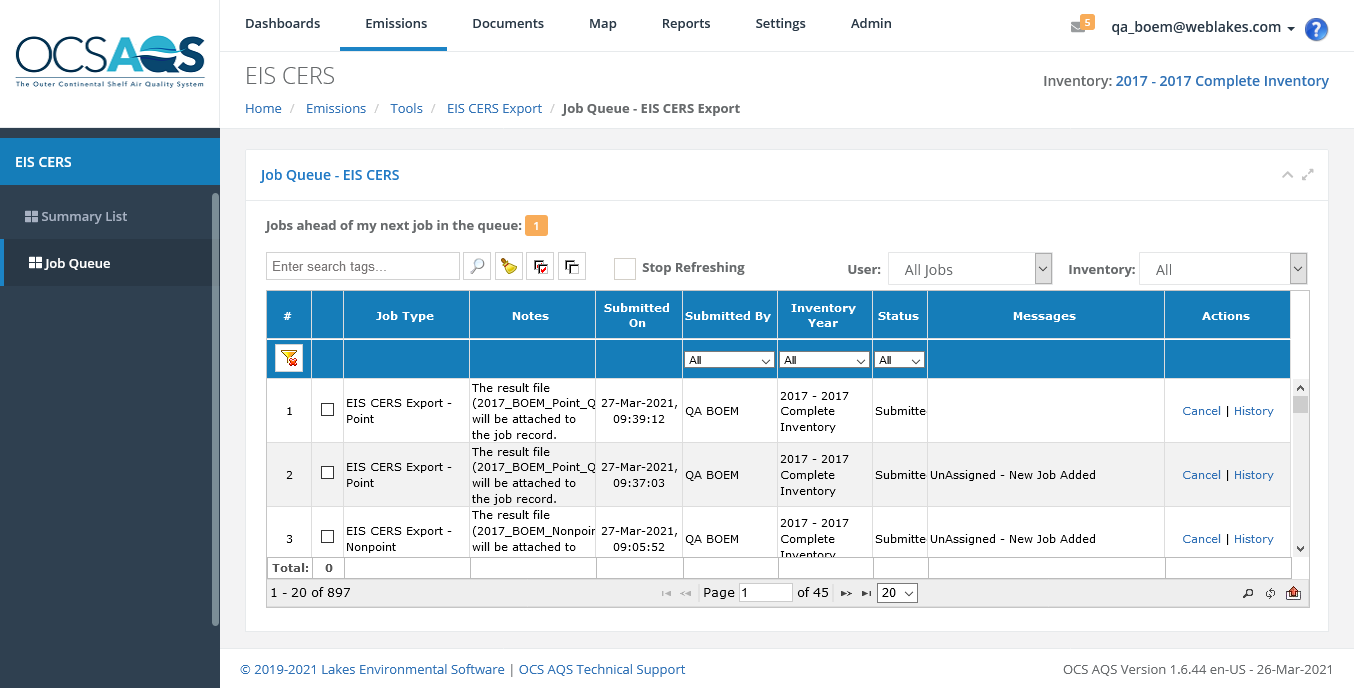 OCSAQS
The Outer Continental Shelf Air Quality System
Dashboards Emissions Documents Map Reports Settings Admin
5 qa_boem@weblakes.com ?
EIS CERS
Inventory: 2017 - 2017 Complete Inventory
Home / Emissions / Tools / EIS CERS Export / Job Queue - EIS CERS Export
EIS CERS
Summary List
Job Queue
Job Queue - EIS CERS
Jobs ahead of my next job in the queue: 1
Enter search tags... Stop Refreshing User: All Jobs Inventory: All
# Job Type Notes Submitted On Submitted By Inventory Year Status Messages Actions
All All All
1 EIS CERS Export - Point
The result file
(2017_BOEM_Point_Q
will be attached to
the job record.
27-Mar-2021,
09:39:12
QA BOEM
2017 - 2017
Complete
Inventory
Submitte
Cancel | History
2 EIS CERS Export - Point
The result file
(2017_BOEM_Point_Q
will be attached to
the job record.
27-Mar-2021,
09:37:03
QA BOEM
2017 - 2017
Complete
Inventory
Submitte
UnAssigned - New Job Added
Cancel | History
3 EIS CERS Export - Nonpoint
The result file
(2017_BOEM_Nonpoin
will be attached to
27-Mar-2021,
09:05:52
QA BOEM
2017 - 2017
Complete
Inventory
Submitte
UnAssigned - New Job Added
Cancel | History
Total: 0
1 - 20 of 897 Page 1 of 45 20
© 2019-2021 Lakes Environmental Software | OCS AQS Technical Support
OCS AQS Version 1.6.44 en-US - 26-Mar-2021